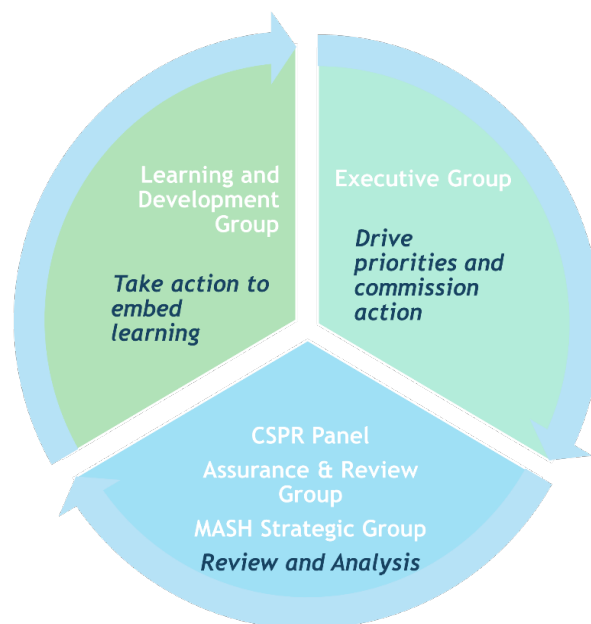 Learning and
Development
Group
Take action to
embed
learning
Executive Group
Drive
priorities and
commission
action
CSPR Panel
Assurance & Review
Group
MASH Strategic Group
Review and Analysis